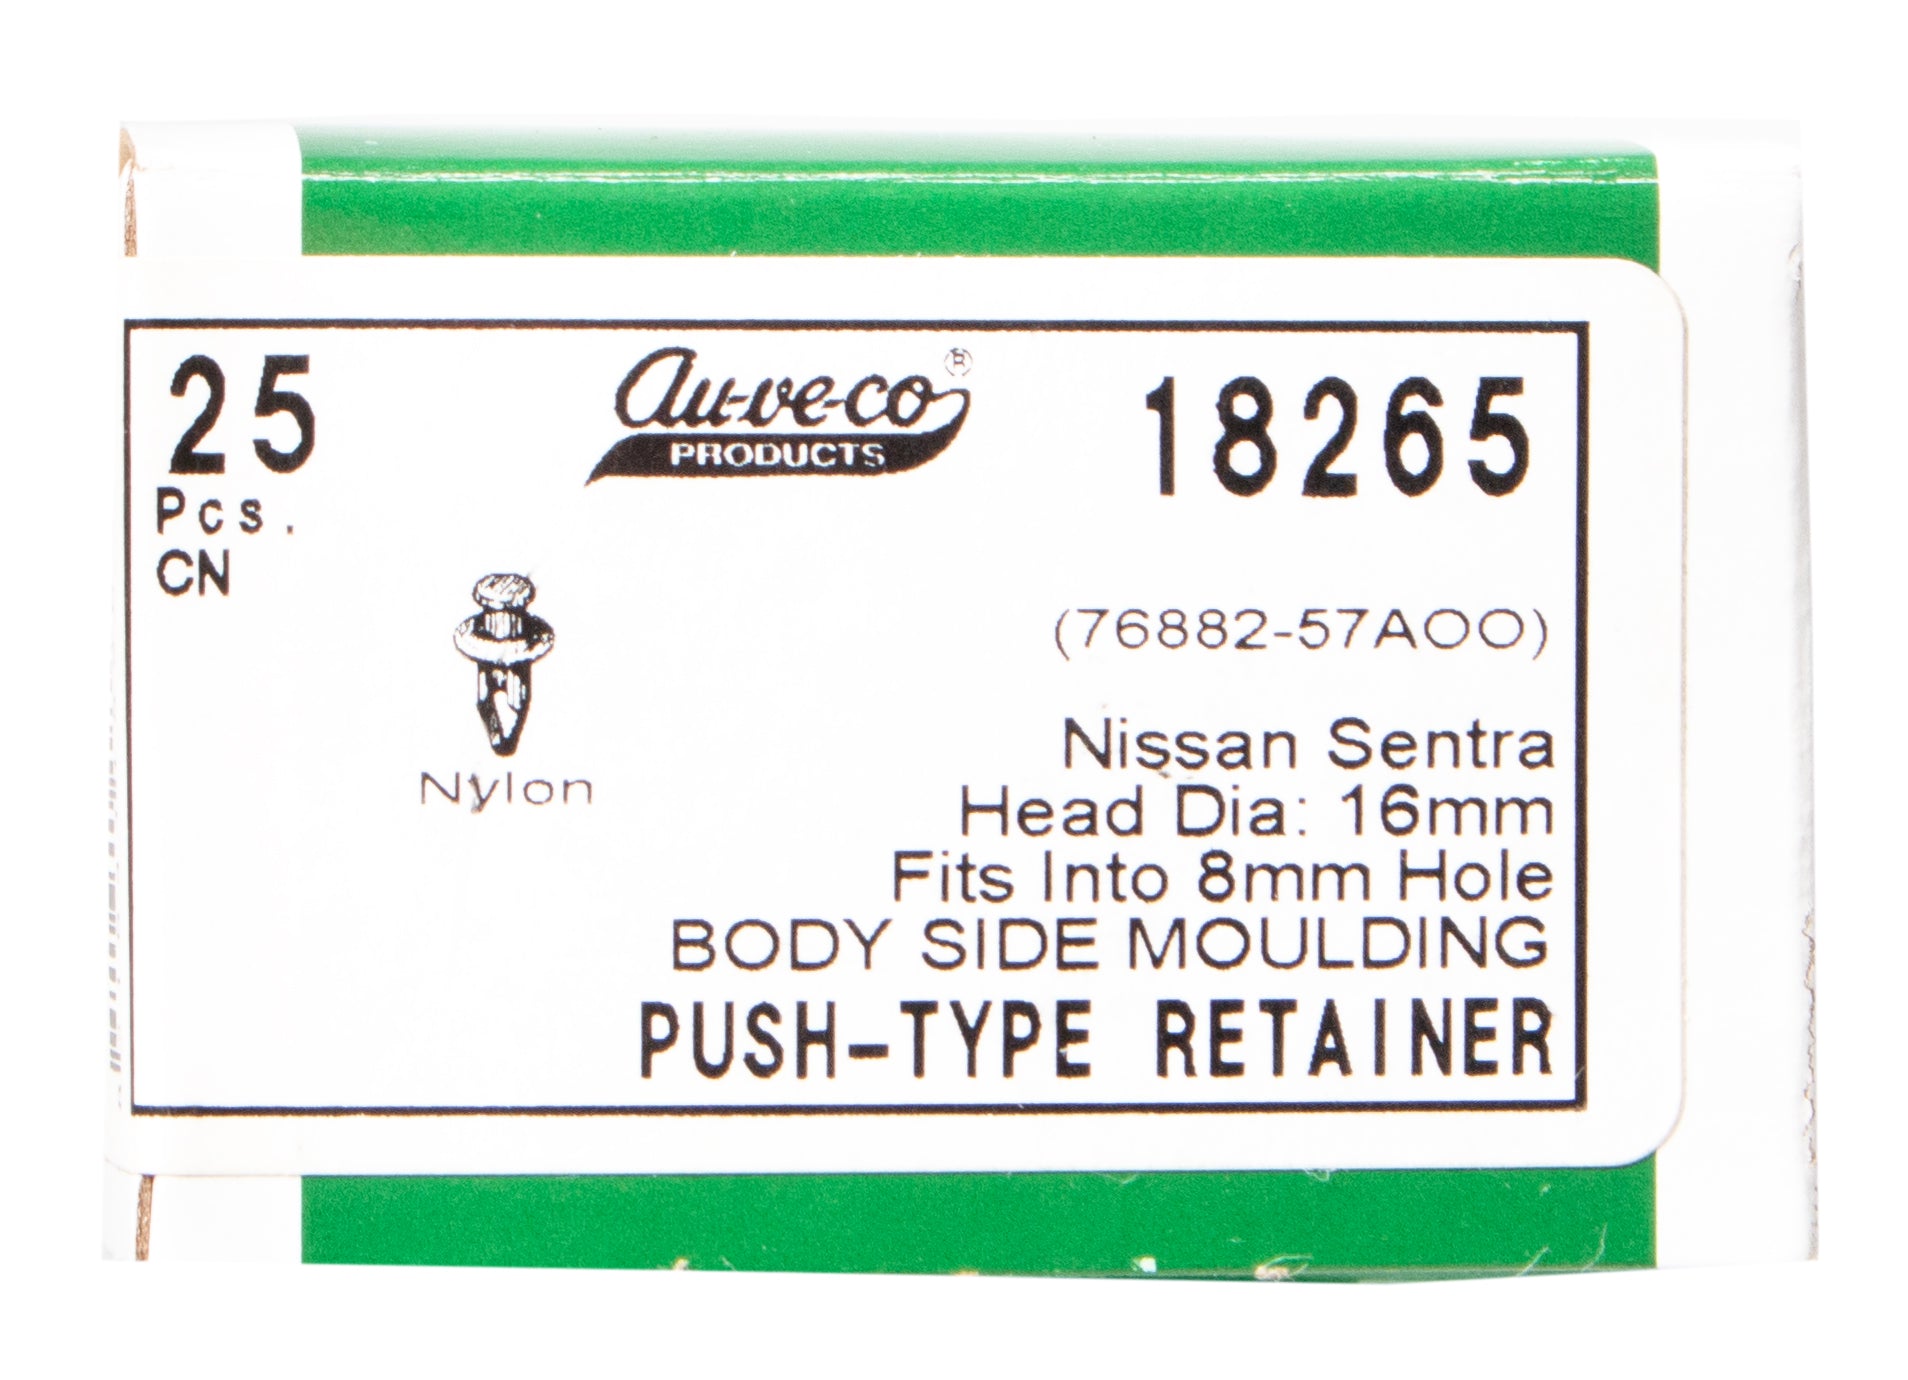 25
Pcs.
CN
Au-ve-co®
PRODUCTS
18265
(76882-57A00)
Nylon
Nissan Sentra
Head Dia: 16mm
Fits Into 8mm Hole
BODY SIDE MOULDING
PUSH-TYPE RETAINER